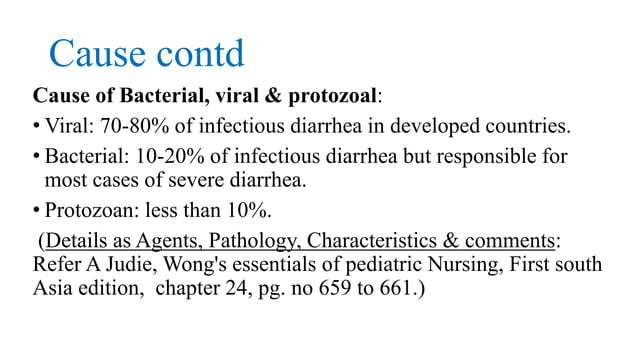 Cause contd
Cause of Bacterial, viral & protozoal:
• Viral: 70-80% of infectious diarrhea in developed countries.
• Bacterial: 10-20% of infectious diarrhea but responsible for
most cases of severe diarrhea.
• Protozoan: less than 10%.
(Details as Agents, Pathology, Characteristics & comments:
Refer A Judie, Wong's essentials of pediatric Nursing, First south
Asia edition, chapter 24, pg. no 659 to 661.)